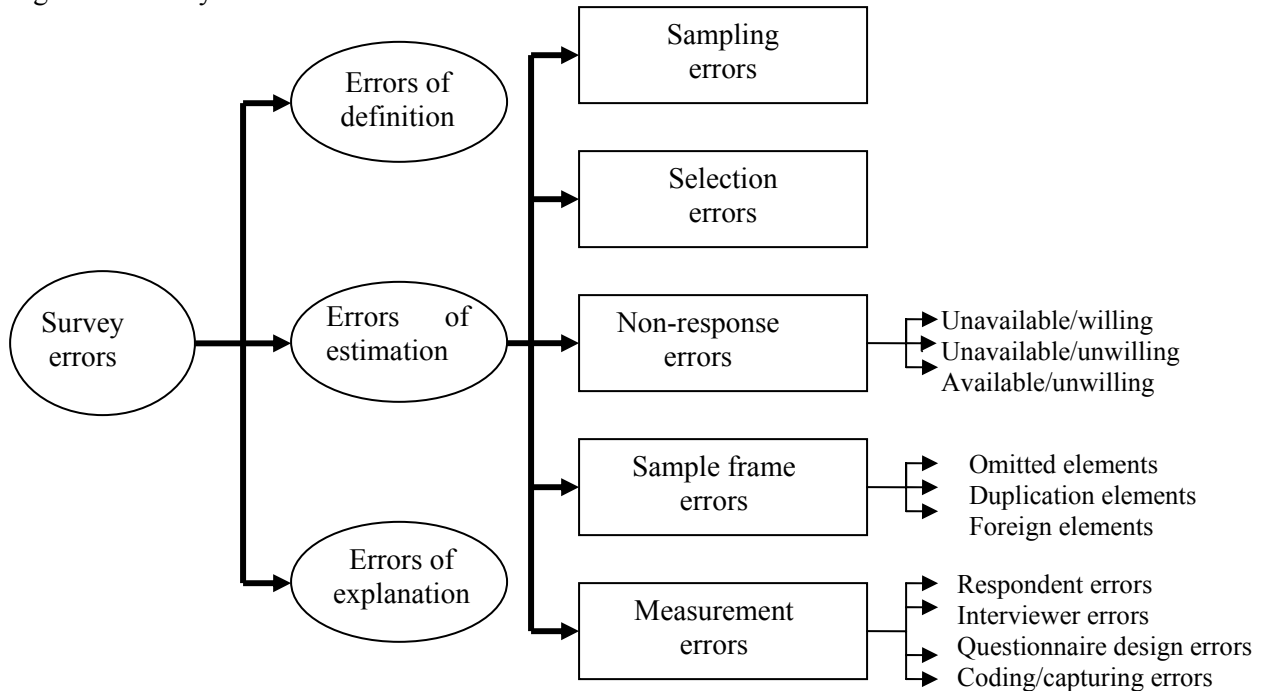 Sampling
errors
Errors of
definition
Selection
errors
Survey
errors
Errors of
estimation
Non-response
errors
Unavailable/willing
Unavailable/unwilling
Available/unwilling
Sample frame
errors
Omitted elements
Duplication elements
Foreign elements
Errors of
explanation
Measurement
errors
Respondent errors
Interviewer errors
Questionnaire design errors
Coding/capturing errors